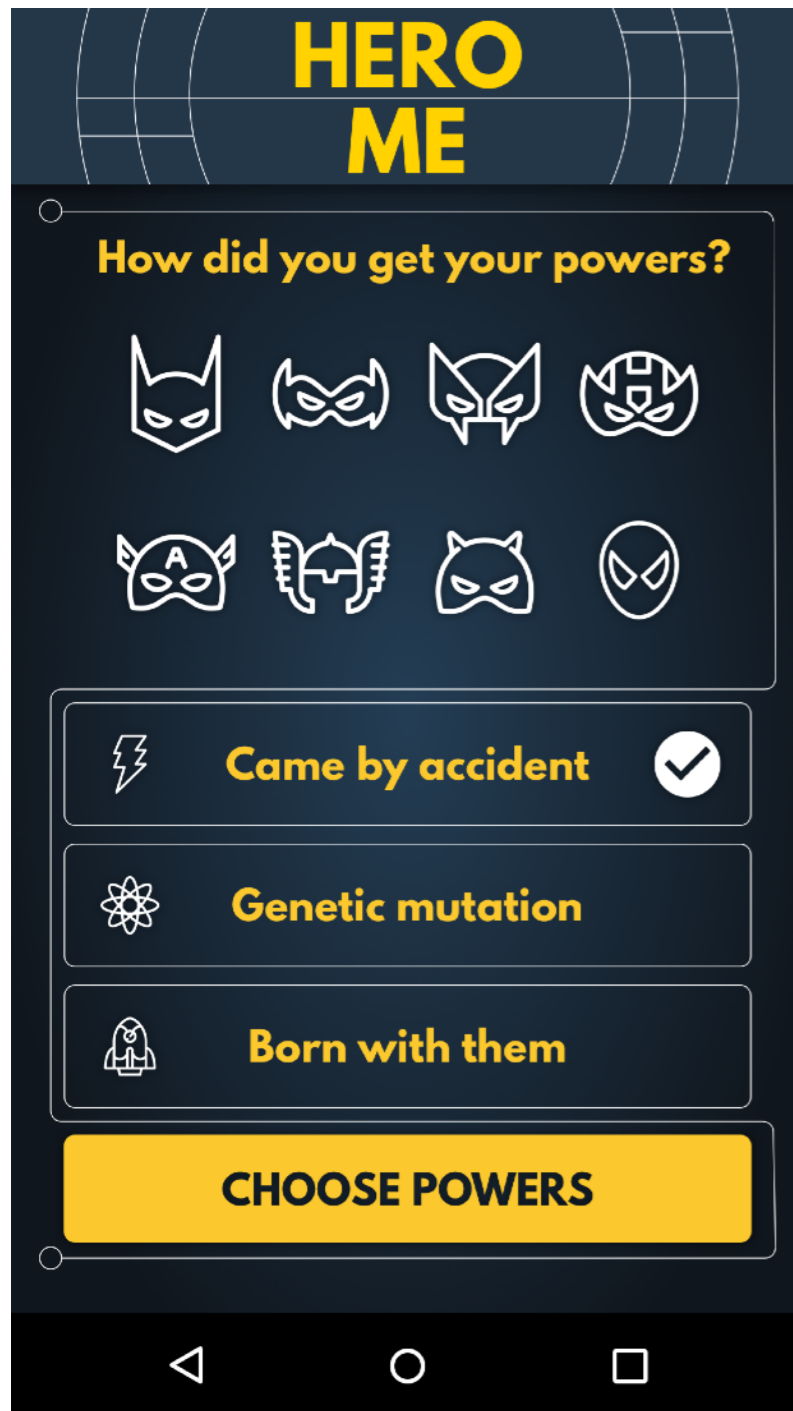 HERO
ME
How did you get your powers?
A
Came by accident
Genetic mutation
Born with them
CHOOSE POWERS